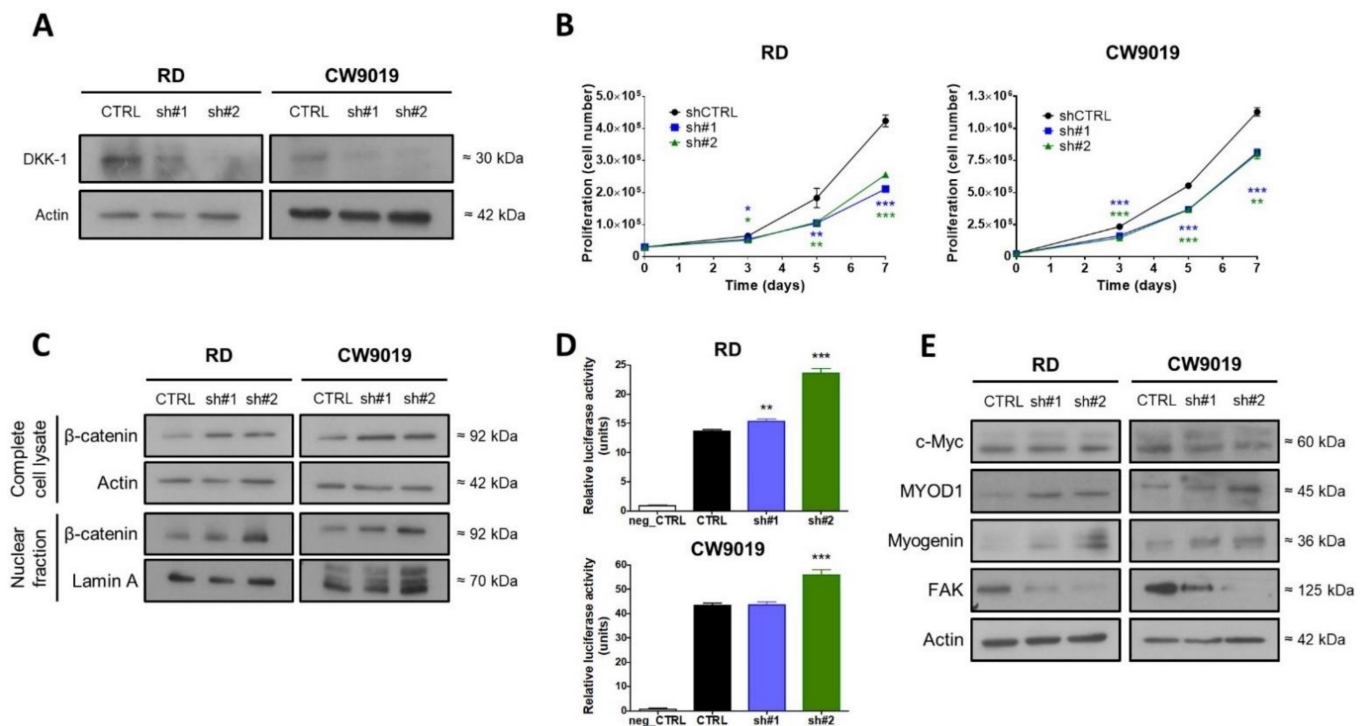 A
RD CW9019
CTRL sh#1 sh#2 CTRL sh#1 sh#2
DKK-1 ≈ 30 kDa
Actin ≈ 42 kDa
B
RD
Proliferation (cell number)
5.0×10⁵
4.0×10⁵
3.0×10⁵
2.0×10⁵
1.0×10⁵
0
shCTRL
sh#1
sh#2
*
*
**
**
***
***
0 1 2 3 4 5 6 7
Time (days)
CW9019
Proliferation (cell number)
1.3×10⁶
1.0×10⁶
7.6×10⁵
5.1×10⁵
2.6×10⁵
0
shCTRL
sh#1
sh#2
***
***
***
***
***
**
0 1 2 3 4 5 6 7
Time (days)
C
RD CW9019
CTRL sh#1 sh#2 CTRL sh#1 sh#2
Complete
cell lysate
β-catenin ≈ 92 kDa
Actin ≈ 42 kDa
Nuclear
fraction
β-catenin ≈ 92 kDa
Lamin A ≈ 70 kDa
D
RD
Relative luciferase activity
(units)
25
20
15
10
5
0
**
***
neg_CTRL CTRL sh#1 sh#2
CW9019
Relative luciferase activity
(units)
60
50
40
30
20
10
0
***
neg_CTRL CTRL sh#1 sh#2
E
RD CW9019
CTRL sh#1 sh#2 CTRL sh#1 sh#2
c-Myc ≈ 60 kDa
MYOD1 ≈ 45 kDa
Myogenin ≈ 36 kDa
FAK ≈ 125 kDa
Actin ≈ 42 kDa